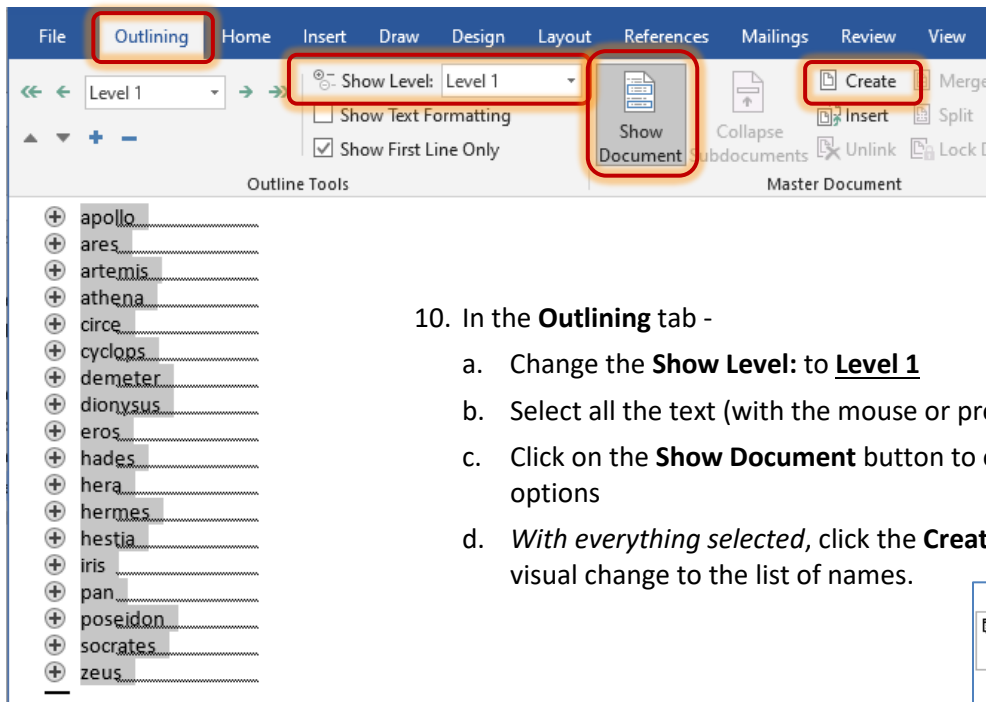 File Outlining Home Insert Draw Design Layout References Mailings Review View
Level 1 Show Level: Level 1 Create Merge
Show Text Formatting Show Document Collapse Subdocuments Insert Split
Show First Line Only Unlink Lock
Outline Tools Master Document
apollo
ares
artemis
athena
circe
cyclops
demeter
dionysus
eros
hades
hera
hermes
hestia
iris
pan
poseidon
socrates
zeus
10. In the Outlining tab -
a. Change the Show Level: to Level 1
b. Select all the text (with the mouse or
c. Click on the Show Document button to
options
d. With everything selected, click the
visual change to the list of names.